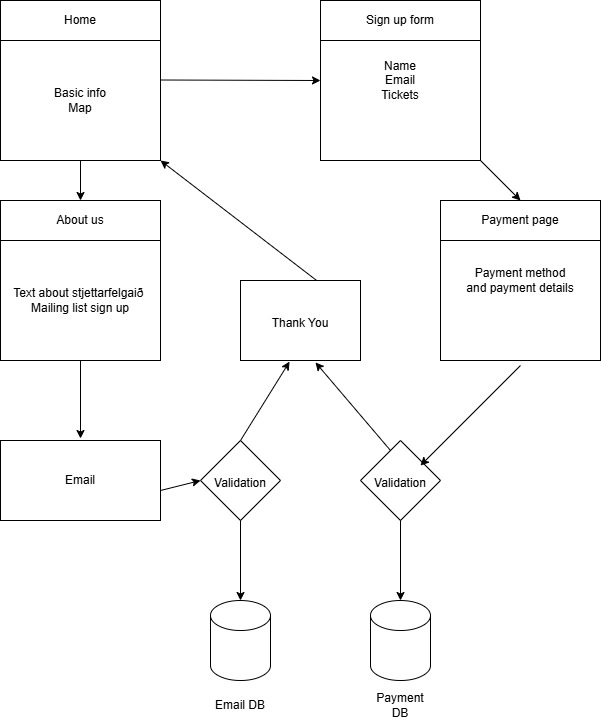 Home
Sign up form
Basic info
Map
Name
Email
Tickets
About us
Payment page
Text about stjettarfelgaið
Mailing list sign up
Payment method
and payment details
Thank You
Email
Validation
Validation
Email DB
Payment
DB